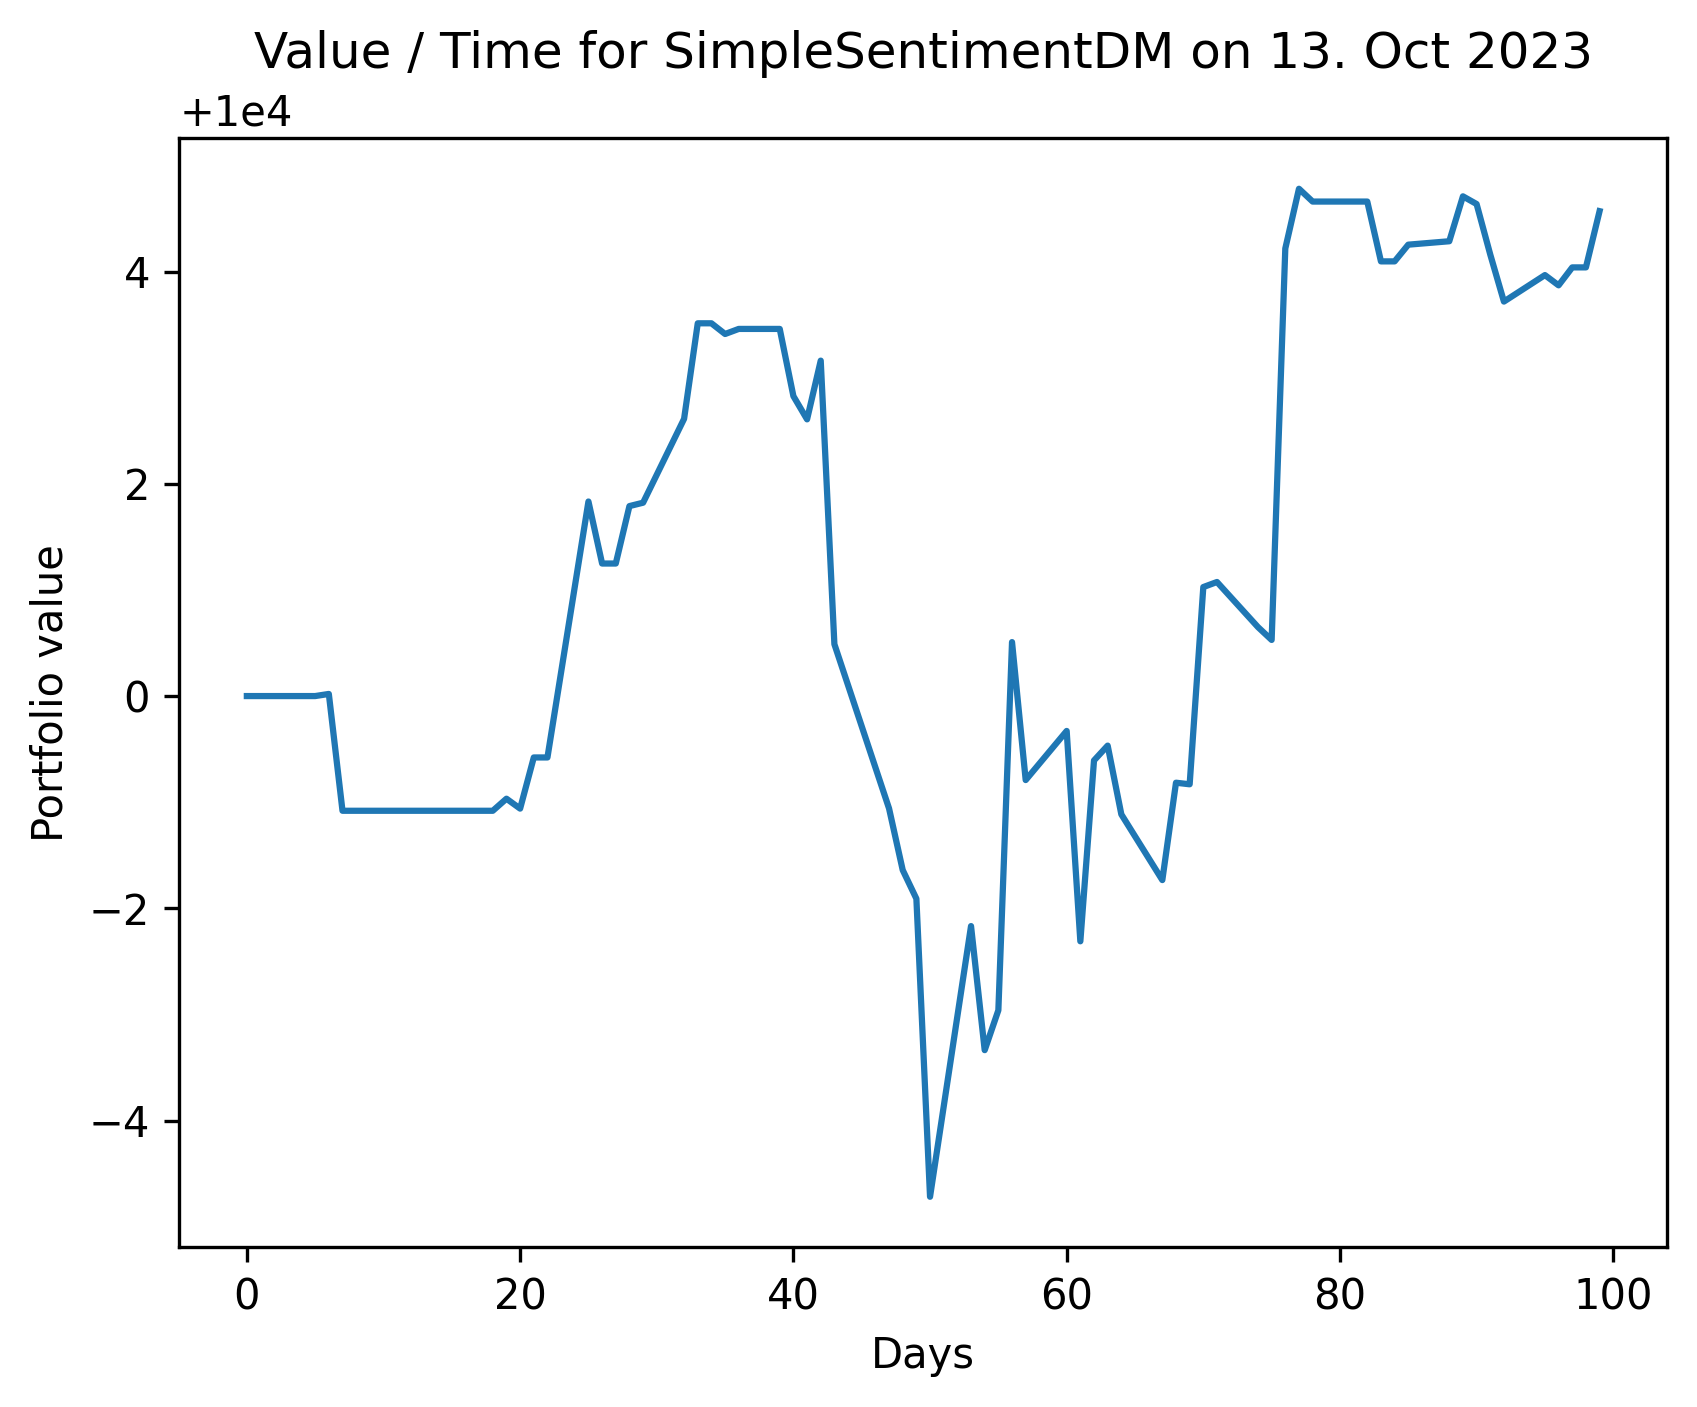 Value / Time for SimpleSentimentDM on 13. Oct 2023
+1e4
4
2
0
−2
−4
Portfolio value
0 20 40 60 80 100
Days